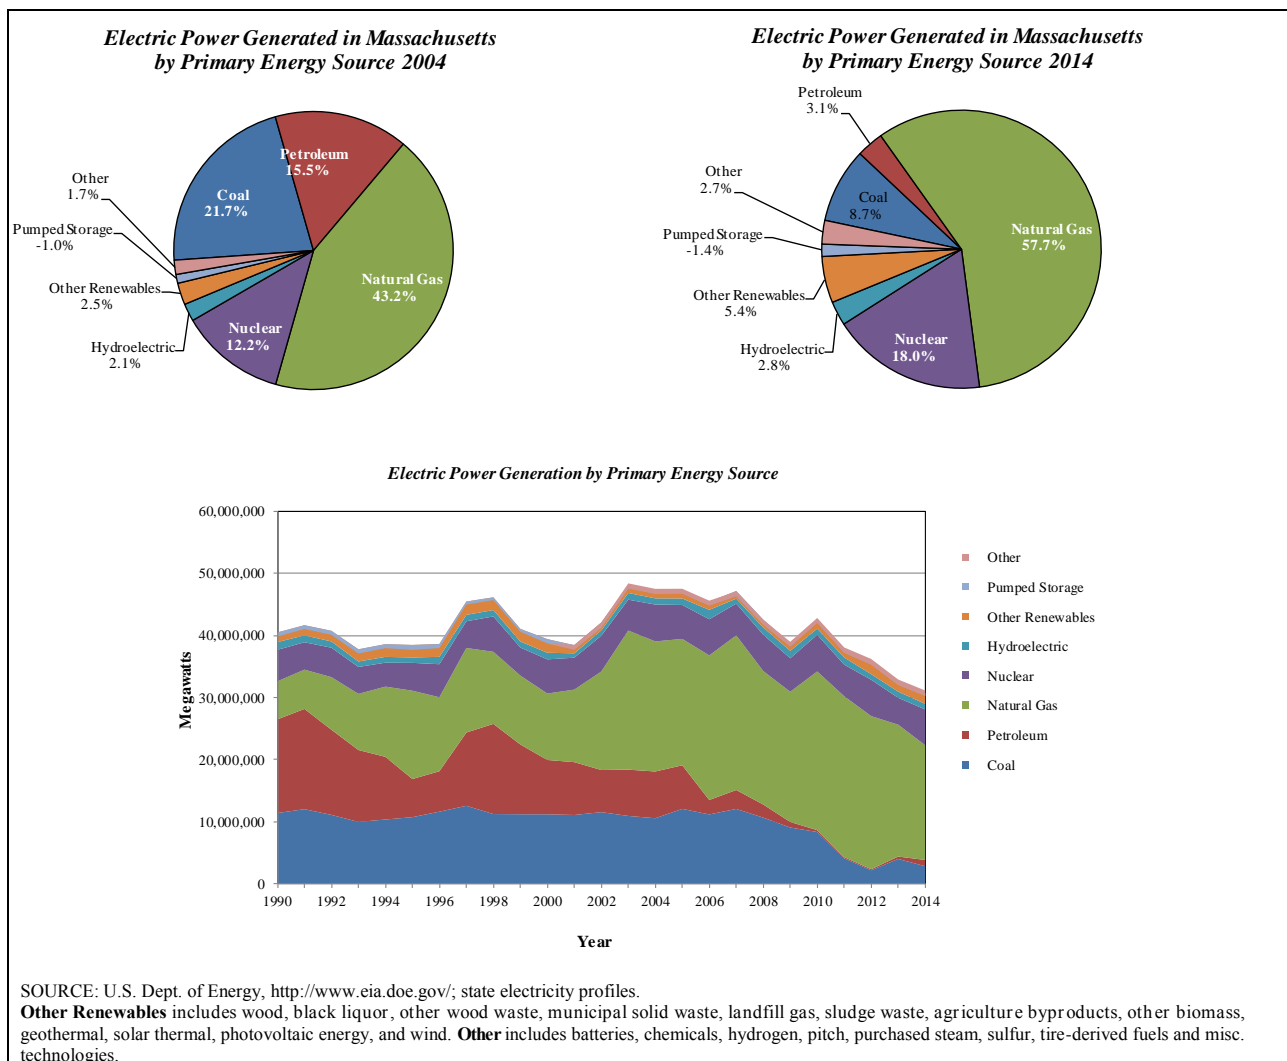 Electric Power Generated in Massachusetts
by Primary Energy Source 2004
Petroleum
15.5%
Other
1.7%
Coal
21.7%
Pumped Storage
-1.0%
Natural Gas
43.2%
Other Renewables
2.5%
Nuclear
12.2%
Hydroelectric
2.1%
Electric Power Generated in Massachusetts
by Primary Energy Source 2014
Petroleum
3.1%
Other
2.7%
Coal
8.7%
Natural Gas
57.7%
Pumped Storage
-1.4%
Other Renewables
5.4%
Nuclear
18.0%
Hydroelectric
2.8%
Electric Power Generation by Primary Energy Source
60,000,000
50,000,000
40,000,000
30,000,000
20,000,000
10,000,000
0
Megawatts
1990 1992 1994 1996 1998 2000 2002 2004 2006 2008 2010 2012 2014
Year
Other
Pumped Storage
Other Renewables
Hydroelectric
Nuclear
Natural Gas
Petroleum
Coal
SOURCE: U.S. Dept. of Energy, http://www.eia.doe.gov/; state electricity profiles.
Other Renewables includes wood, black liquor, other wood waste, municipal solid waste, landfill gas, sludge waste, agriculture byproducts, other biomass,
geothermal, solar thermal, photovoltaic energy, and wind. Other includes batteries, chemicals, hydrogen, pitch, purchased steam, sulfur, tire-derived fuels and misc.
technologies.